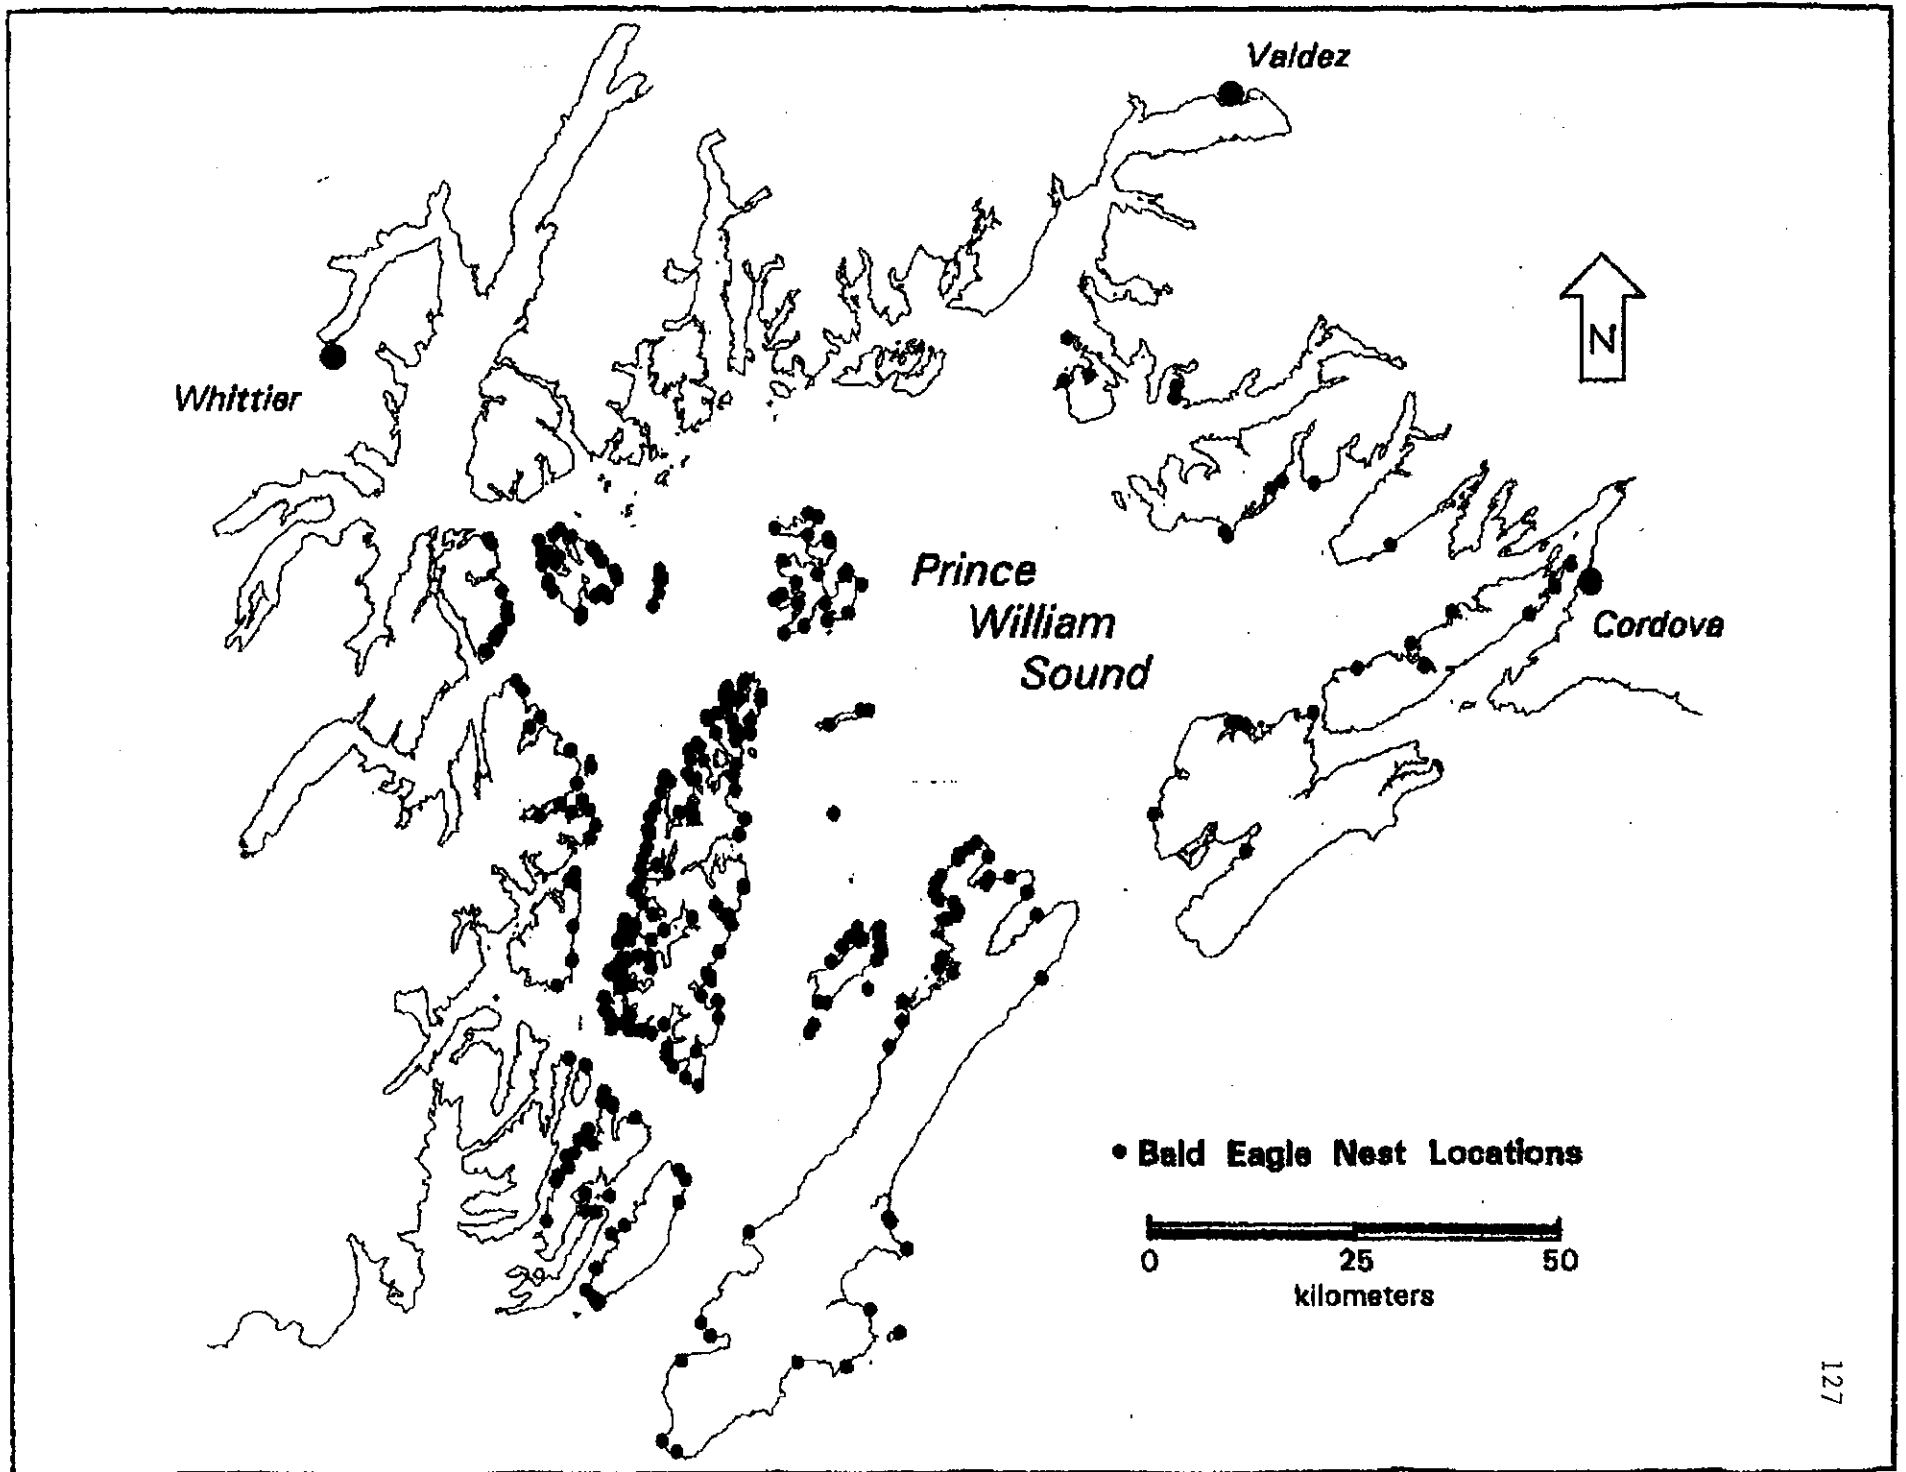 Valdez
N
Whittier
Prince
William
Sound
Cordova
Bald Eagle Nest Locations
0 25 50
kilometers
127